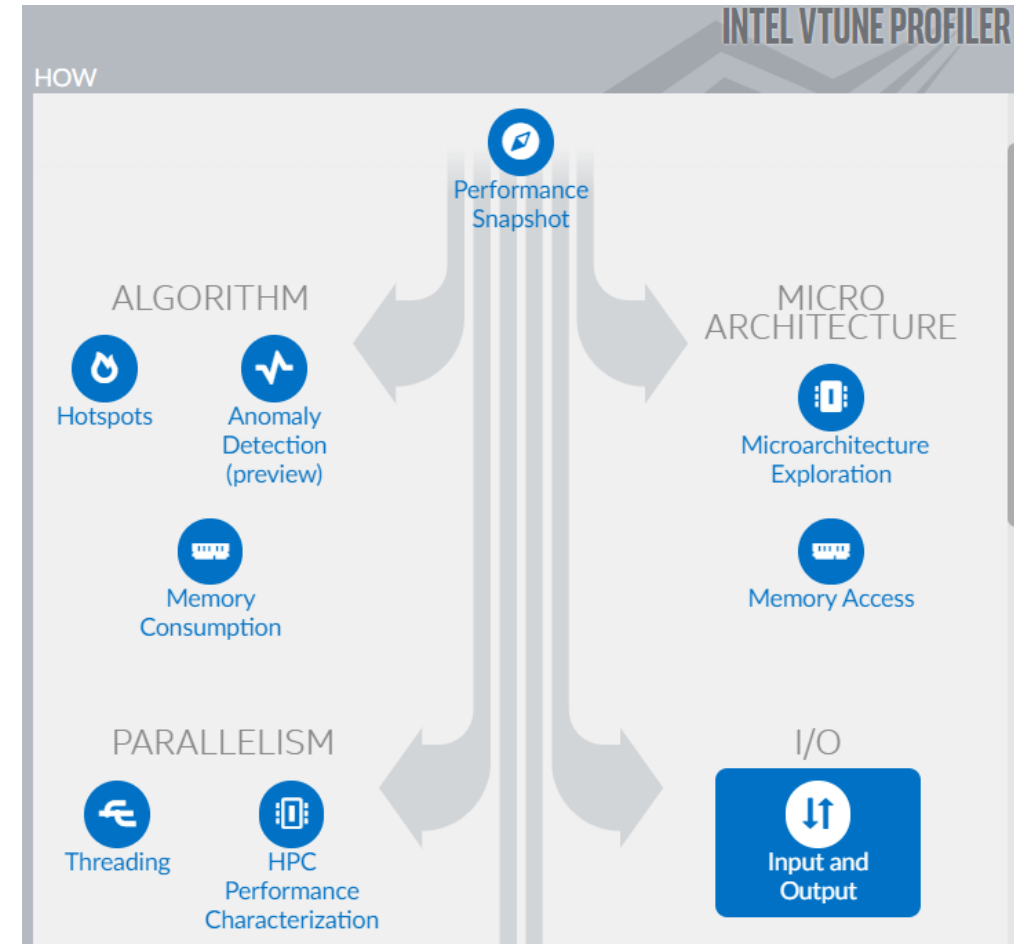 INTEL VTUNE PROFILER
HOW
Performance
Snapshot
ALGORITHM
Hotspots
Anomaly
Detection
(preview)
Memory
Consumption
MICRO
ARCHITECTURE
Microarchitecture
Exploration
Memory Access
PARALLELISM
Threading
HPC
Performance
Characterization
I/O
Input and
Output